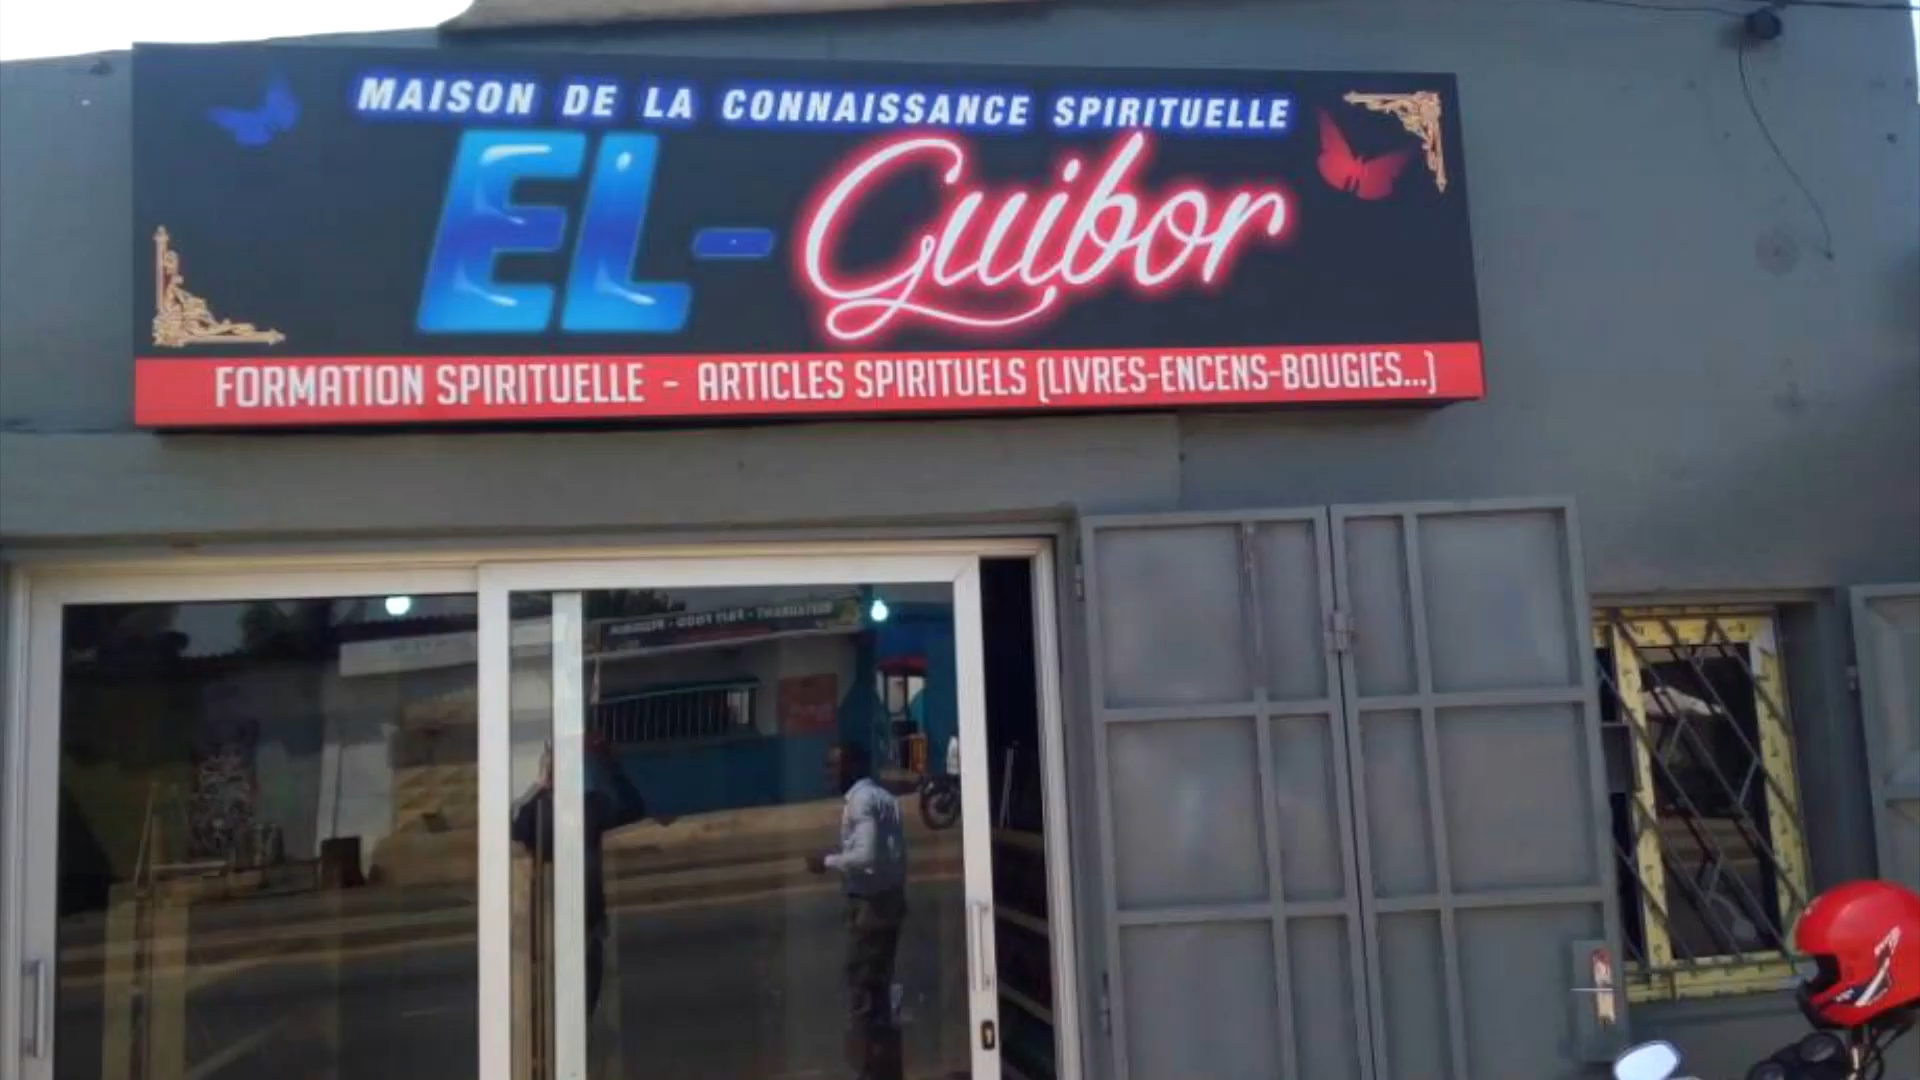 MAISON DE LA CONNAISSANCE SPIRITUELLE
EL-Guibor
FORMATION SPIRITUELLE - ARTICLES SPIRITUELS (LIVRES-ENCENS-BOUGIES...)